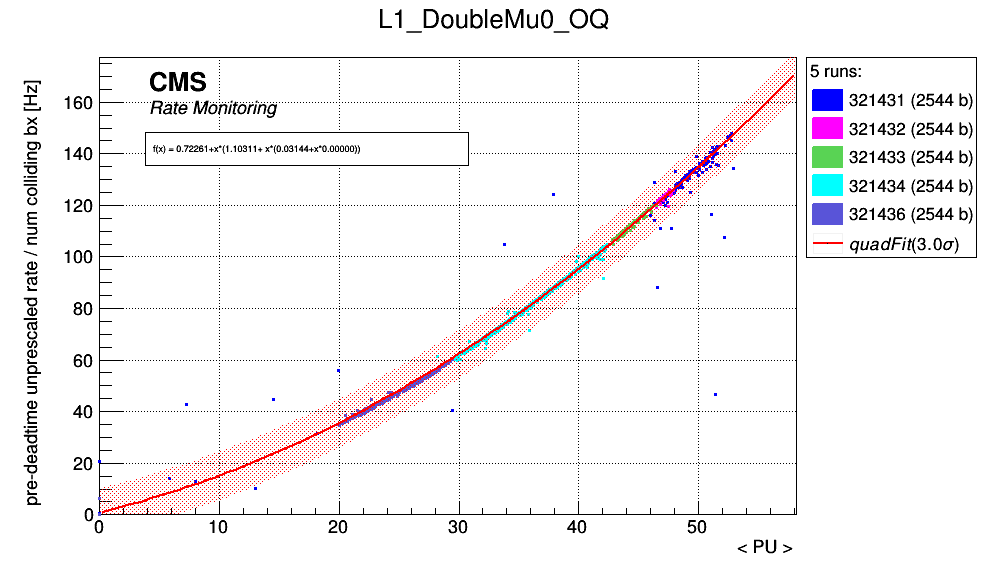 L1_DoubleMu0_OQ
pre-deadtime unprescaled rate / num colliding bx [Hz]
CMS
Rate Monitoring
f(x) = 0.72261+x*(1.10311+ x*(0.03144+x*0.00000))
160
140
120
100
80
60
40
20
0
0 10 20 30 40 50
< PU >
5 runs:
321431 (2544 b)
321432 (2544 b)
321433 (2544 b)
321434 (2544 b)
321436 (2544 b)
quadFit(3.0σ)